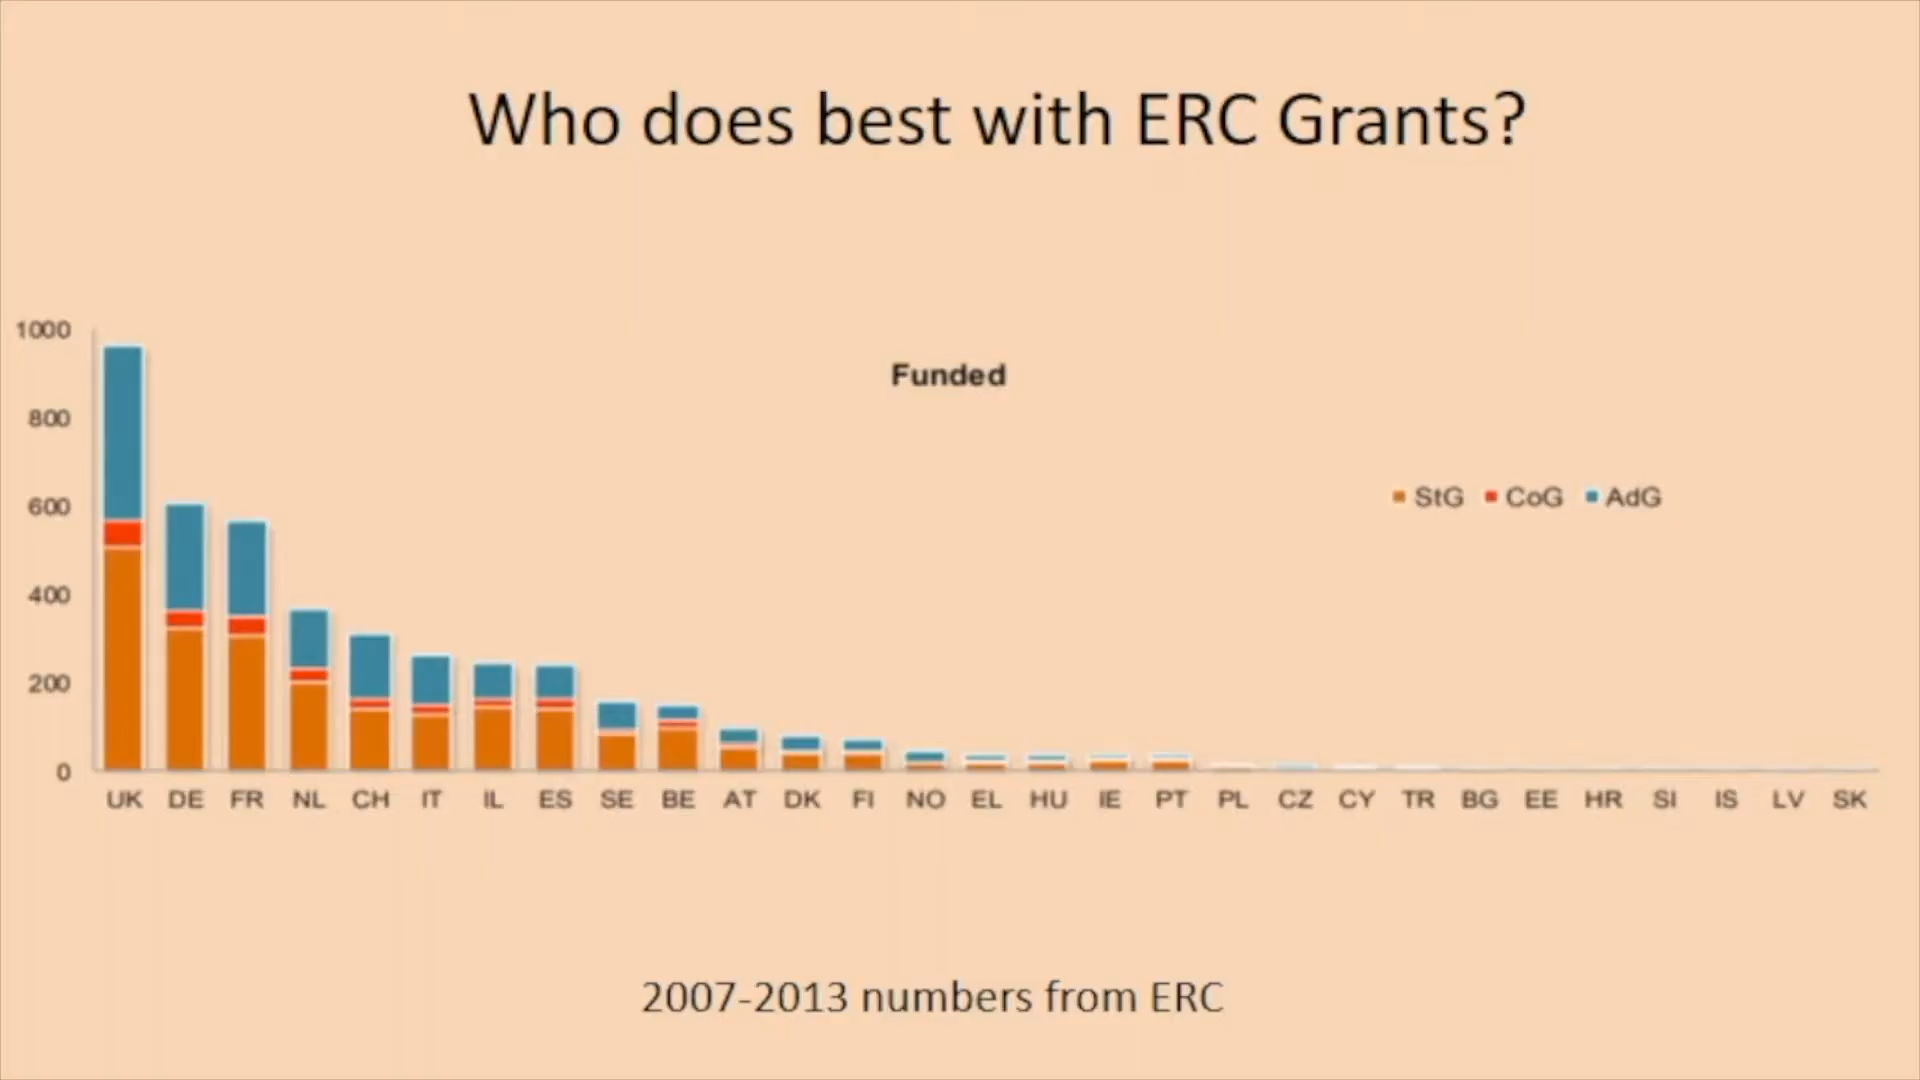 Who does best with ERC Grants?
1000
800
600
400
200
0
Funded
StG CoG AdG
UK DE FR NL CH IT IL ES SE BE AT DK FI NO EL HU IE PT PL CZ CY TR BG EE HR SI IS LV SK
2007-2013 numbers from ERC